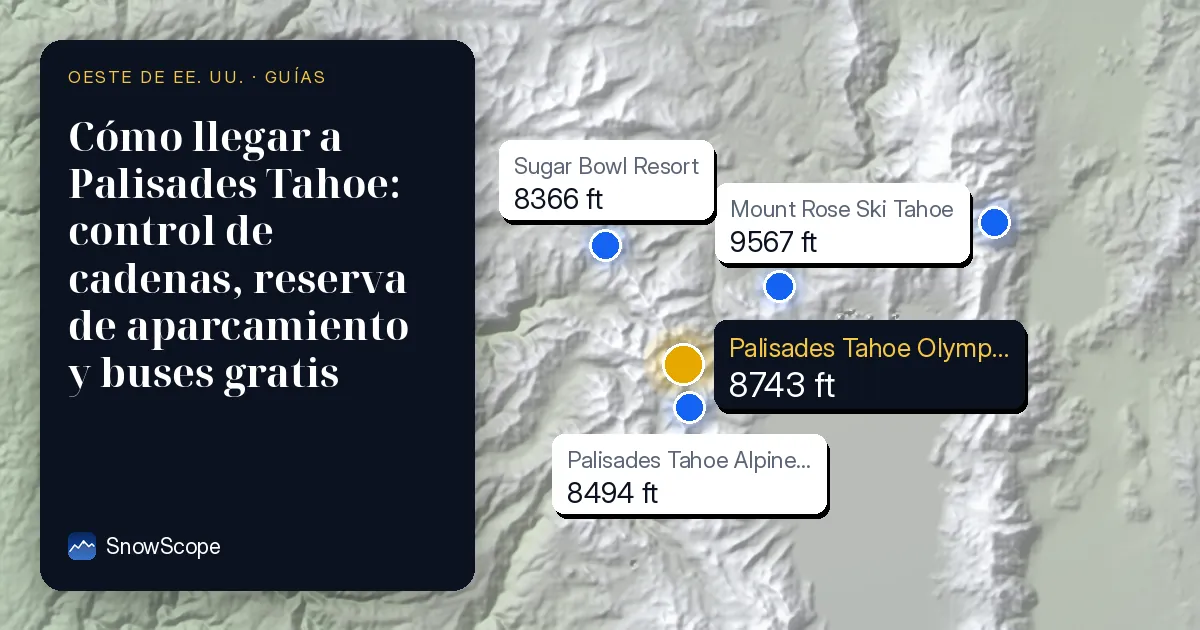 OESTE DE EE. UU. · GUÍAS
Cómo llegar a
Palisades Tahoe:
control de
cadenas, reserva
de aparcamiento
y buses gratis
SnowScope
Sugar Bowl Resort
8366 ft
Mount Rose Ski Tahoe
9567 ft
Palisades Tahoe Olymp...
8743 ft
Palisades Tahoe Alpine...
8494 ft